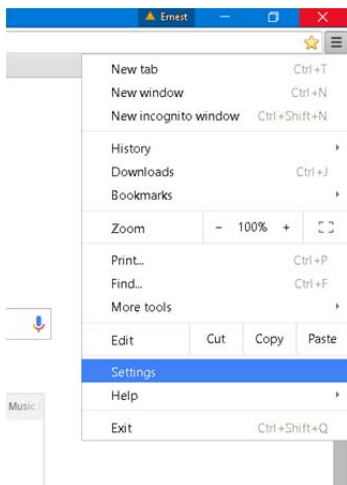 Ernest
New tab Ctrl+T
New window Ctrl+N
New incognito window Ctrl+Shift+N
History
Downloads Ctrl+J
Bookmarks
Zoom - 100% +
Print... Ctrl+P
Find... Ctrl+F
More tools
Edit Cut Copy Paste
Settings
Help
Music
Exit Ctrl+Shift+Q